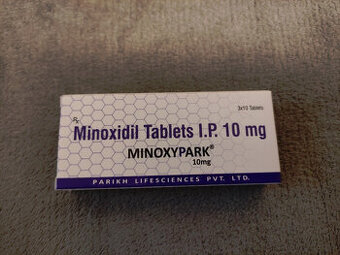 3x10 Tablets
Rx
Minoxidil Tablets I.P. 10 mg
MINOXYPARK®
10mg
PARIKH LIFESCIENCES PVT. LTD.